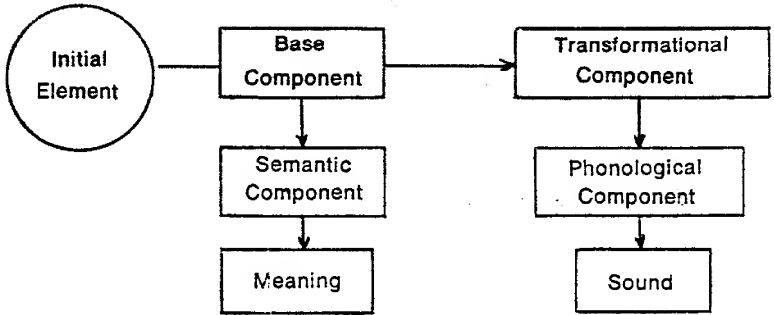 Initial
Element
Base
Component
Transformational
Component
Semantic
Component
Phonological
Component
Meaning
Sound